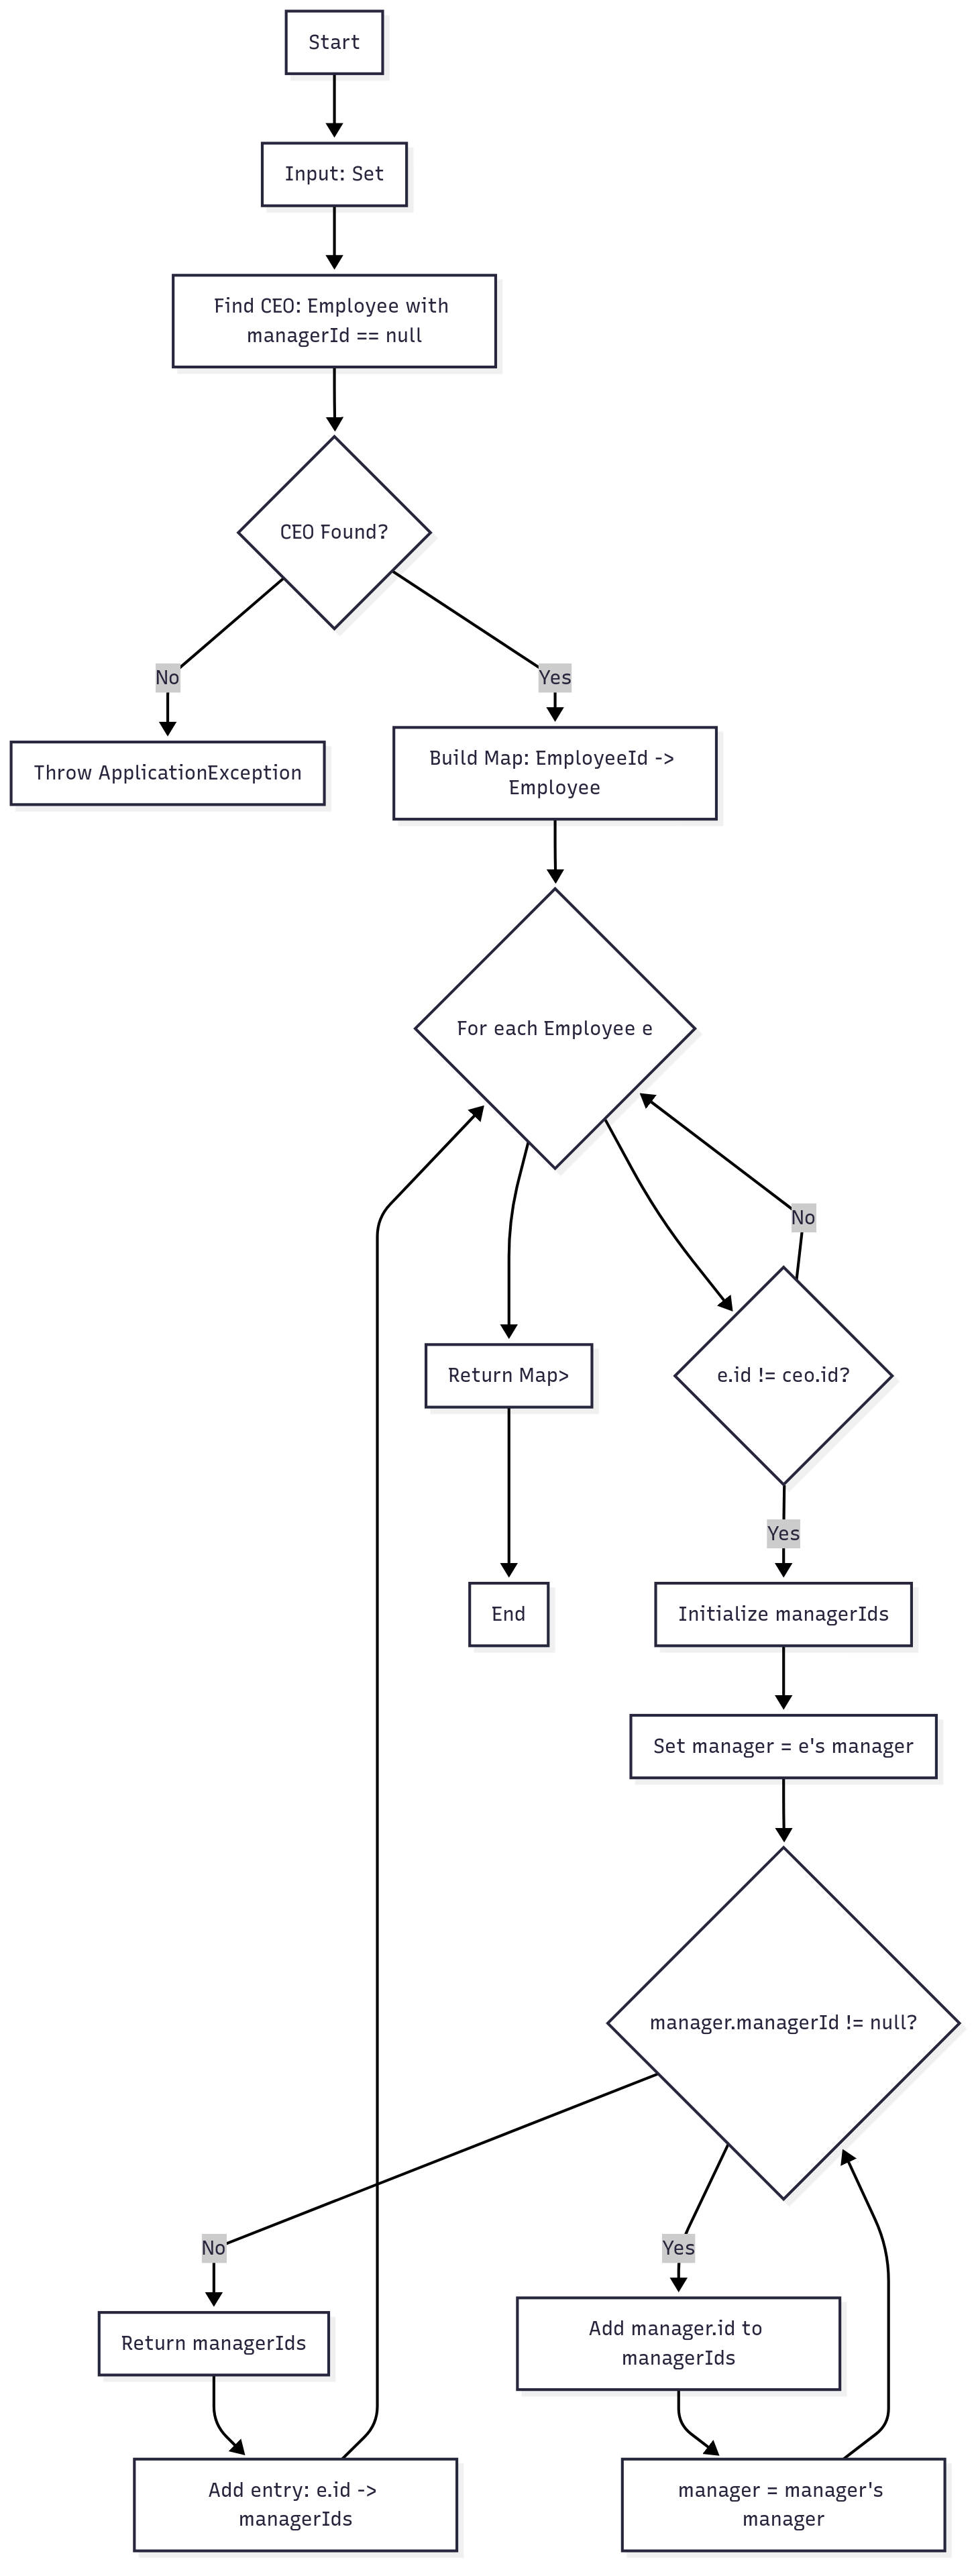 Start
Input: Set
Find CEO: Employee with
managerId == null
CEO Found?
No
Yes
Throw ApplicationException
Build Map: EmployeeId ->
Employee
For each Employee e
No
Return Map>
e.id != ceo.id?
Yes
End
Initialize managerIds
Set manager = e's manager
manager.managerId != null?
No
Yes
Return managerIds
Add manager.id to
managerIds
Add entry: e.id ->
managerIds
manager = manager's
manager